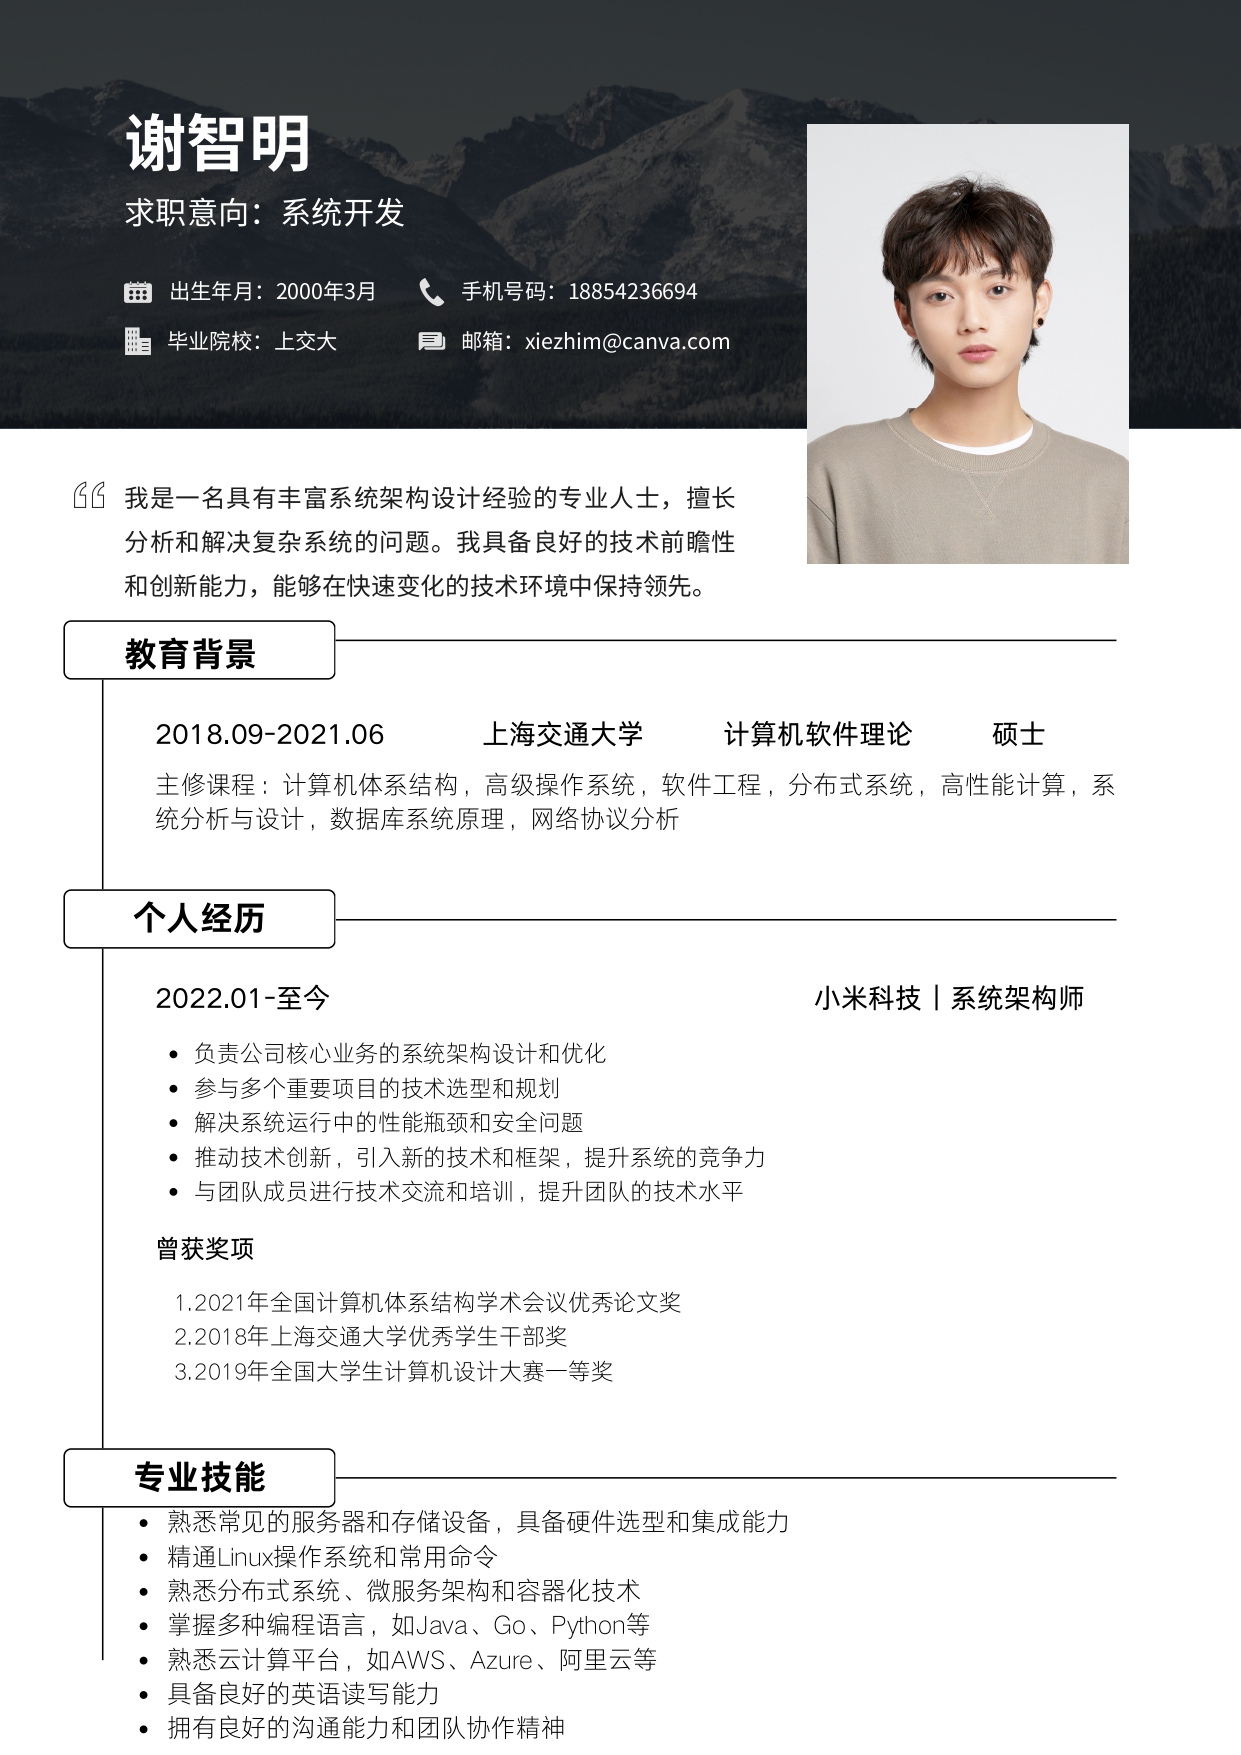 谢智明
求职意向：系统开发
出生年月：2000年3月
手机号码：18854236694
毕业院校：上交大
邮箱：xiezhim@canva.com
我是一名具有丰富系统架构设计经验的专业人士，擅长
分析和解决复杂系统的问题。我具备良好的技术前瞻性
和创新能力，能够在快速变化的技术环境中保持领先。
教育背景
2018.09-2021.06 上海交通大学 计算机软件理论 硕士
主修课程：计算机体系结构，高级操作系统，软件工程，分布式系统，高性能计算，系
统分析与设计，数据库系统原理，网络协议分析
个人经历
2022.01-至今 小米科技｜系统架构师
• 负责公司核心业务的系统架构设计和优化
• 参与多个重要项目的技术选型和规划
• 解决系统运行中的性能瓶颈和安全问题
• 推动技术创新，引入新的技术和框架，提升系统的竞争力
• 与团队成员进行技术交流和培训，提升团队的技术水平
曾获奖项
1.2021年全国计算机体系结构学术会议优秀论文奖
2.2018年上海交通大学优秀学生干部奖
3.2019年全国大学生计算机设计大赛一等奖
专业技能
• 熟悉常见的服务器和存储设备，具备硬件选型和集成能力
• 精通Linux操作系统和常用命令
• 熟悉分布式系统、微服务架构和容器化技术
• 掌握多种编程语言，如Java、Go、Python等
• 熟悉云计算平台，如AWS、Azure、阿里云等
• 具备良好的英语读写能力
• 拥有良好的沟通能力和团队协作精神